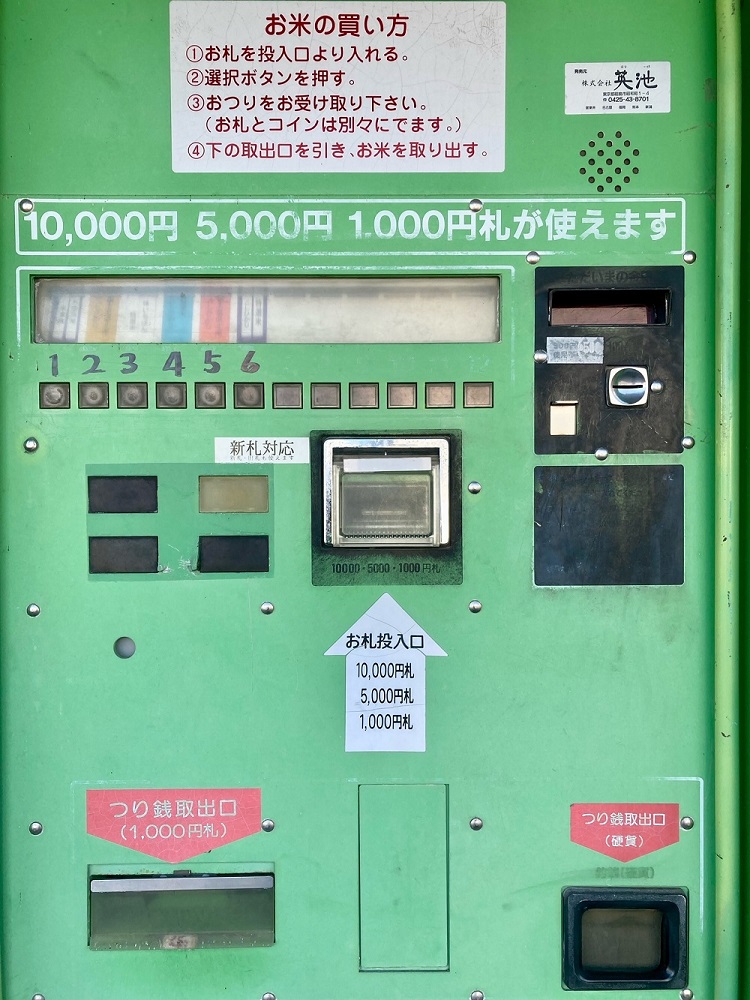 お米の買い方
①お札を投入口より入れる。
②選択ボタンを押す。
③おつりをお受け取り下さい。
（お札とコインは別々にでます。）
④下の取出口を引き、お米を取り出す。
株式会社 英池
☎0425-43-8701
10,000円 5,000円 1,000円札が使えます
1 2 3 4 5 6
新札対応
10000・5000・1000円札
お札投入口
10,000円札
5,000円札
1,000円札
つり銭取出口
（1,000円札）
つり銭取出口
（硬貨）